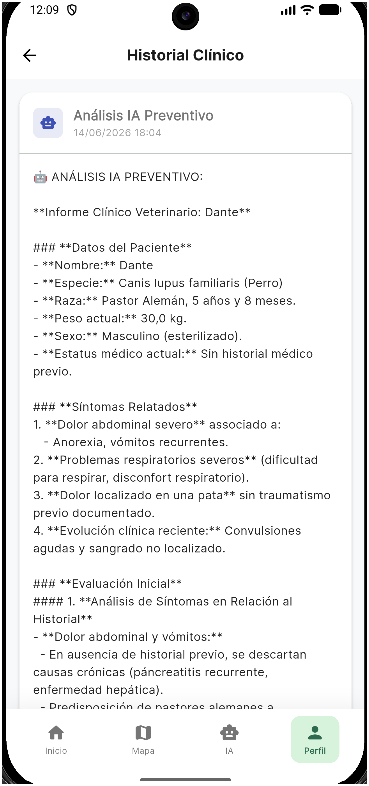 12:09
Historial Clínico
Análisis IA Preventivo
14/06/2026 18:04
🤖 ANÁLISIS IA PREVENTIVO:
**Informe Clínico Veterinario: Dante**
### **Datos del Paciente**
- **Nombre:** Dante
- **Especie:** Canis lupus familiaris (Perro)
- **Raza:** Pastor Alemán, 5 años y 8 meses.
- **Peso actual:** 30,0 kg.
- **Sexo:** Masculino (esterilizado).
- **Estatus médico actual:** Sin historial médico
previo.
### **Síntomas Relatados**
1. **Dolor abdominal severo** associato a:
- Anorexia, vómitos recurrentes.
2. **Problemas respiratorios severos** (dificultad
para respirar, discomfort respiratorio).
3. **Dolor localizado en una pata** sin traumatismo
previo documentado.
4. **Evolución clínica reciente:** Convulsiones
agudas y sangrado no localizado.
### **Evaluación Inicial**
#### 1. **Análisis de Síntomas en Relación al
Historial**
- **Dolor abdominal y vómitos:**
- En ausencia de historial previo, se descartan
causas crónicas (páncreatitis recurrente,
enfermedad hepática).
- Predisposición de pastores alemanes a
Inicio
Mapa
IA
Perfil